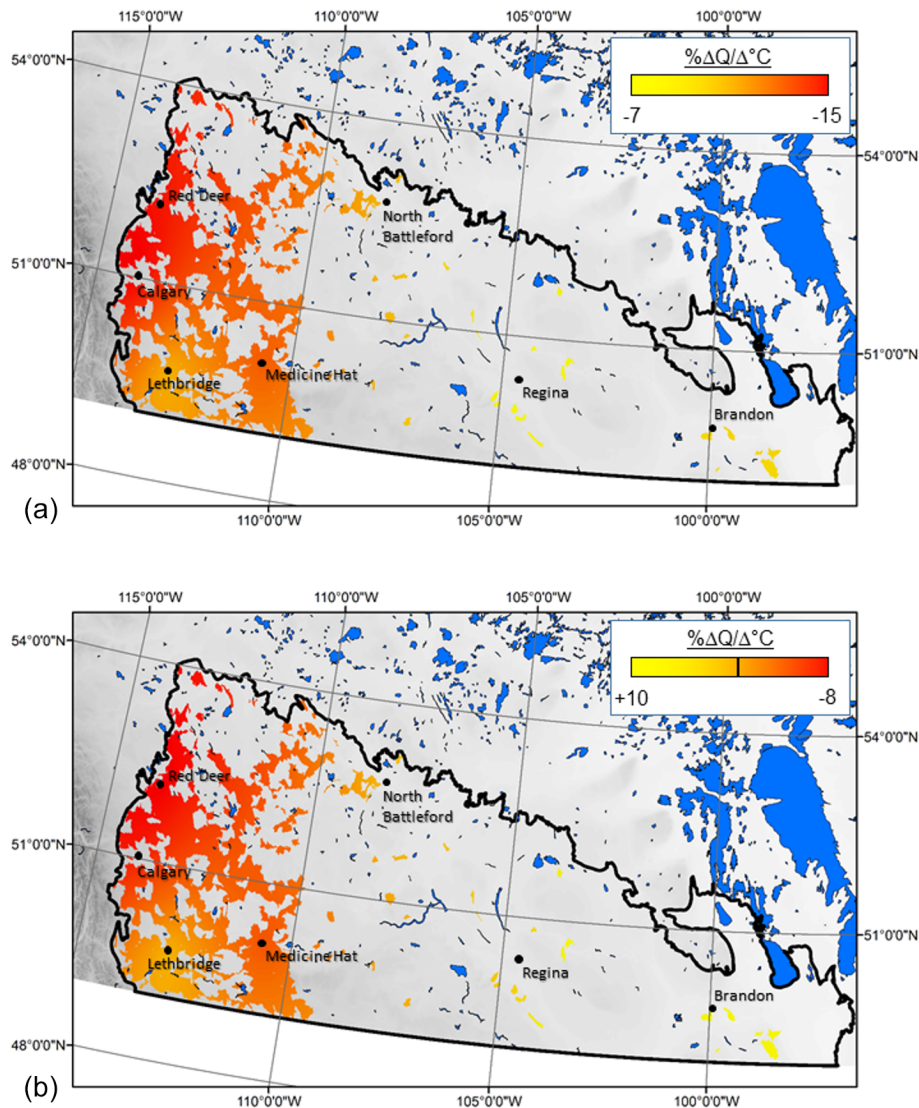 115°0'0"W 110°0'0"W 105°0'0"W 100°0'0"W
54°0'0"N
%ΔQ/Δ°C
-7 -15
54°0'0"N
Red Deer
North
Battleford
51°0'0"N
Calgary
51°0'0"N
Lethbridge
Medicine Hat
Regina
Brandon
48°0'0"N
(a)
110°0'0"W 105°0'0"W 100°0'0"W
115°0'0"W 110°0'0"W 105°0'0"W 100°0'0"W
54°0'0"N
%ΔQ/Δ°C
+10 -8
54°0'0"N
Red Deer
North
Battleford
51°0'0"N
Calgary
51°0'0"N
Lethbridge
Medicine Hat
Regina
Brandon
48°0'0"N
(b)
110°0'0"W 105°0'0"W 100°0'0"W